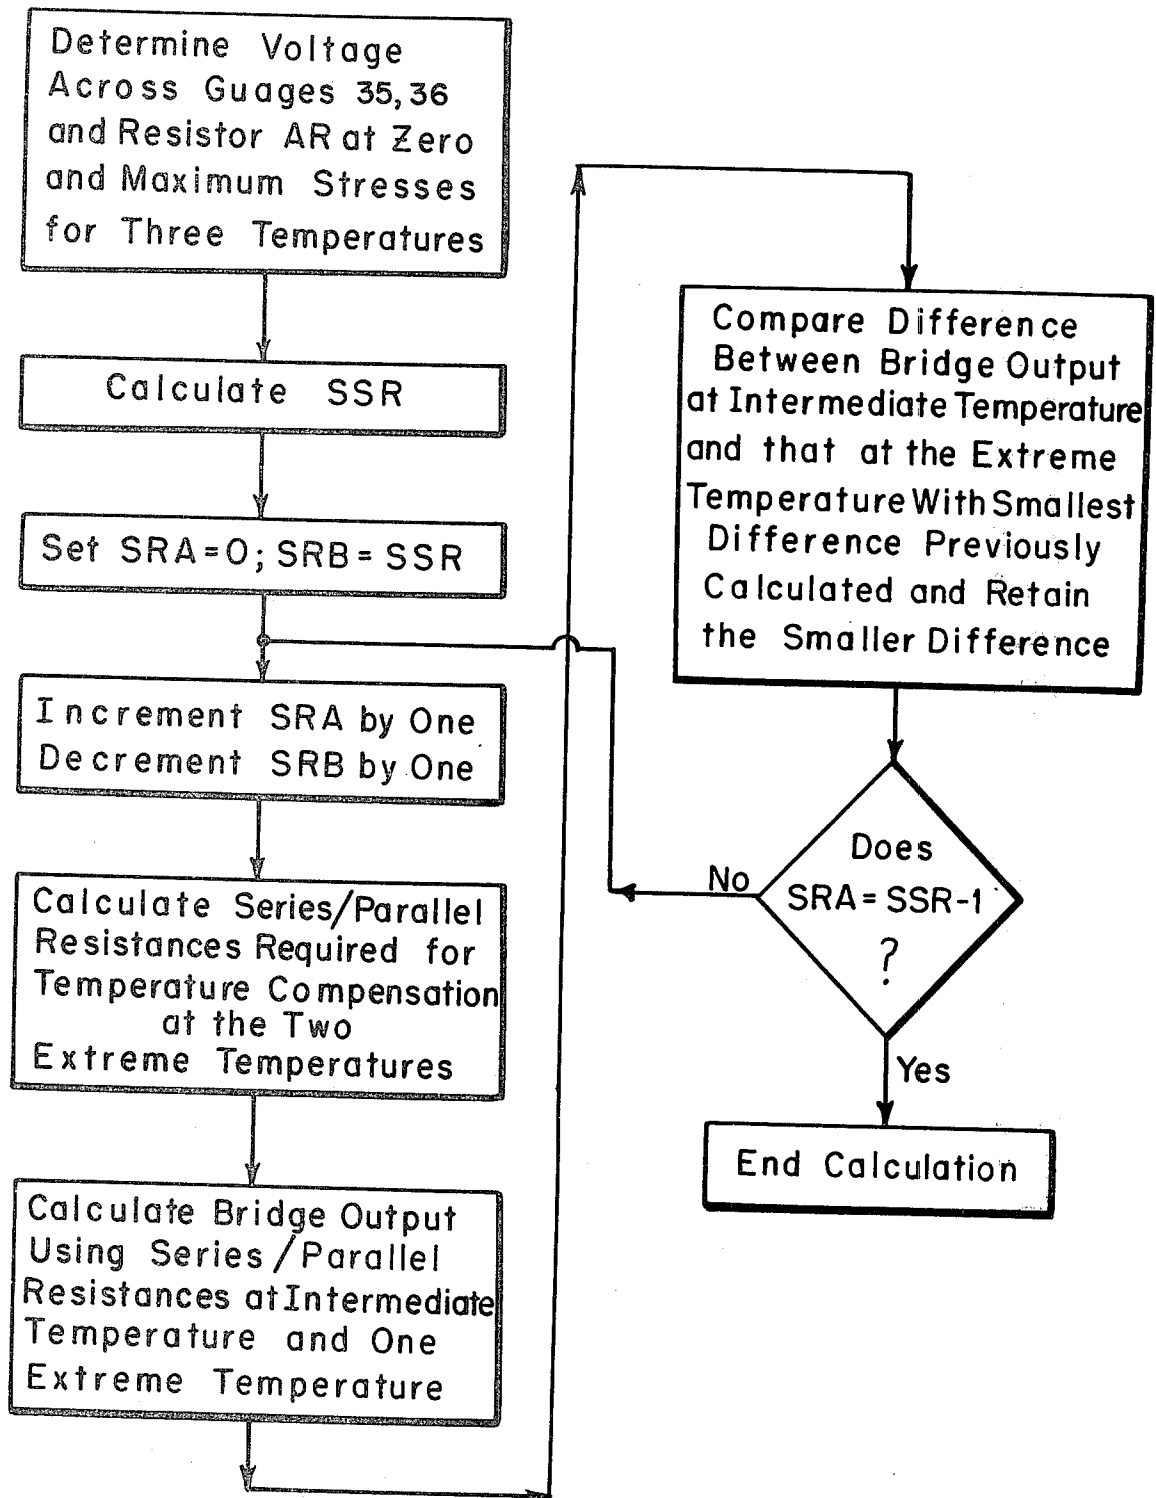 Determine Voltage
Across Guages 35,36
and Resistor AR at Zero
and Maximum Stresses
for Three Temperatures
Calculate SSR
Set SRA=0; SRB=SSR
Increment SRA by One
Decrement SRB by One
Calculate Series/Parallel
Resistances Required for
Temperature Compensation
at the Two
Extreme Temperatures
Calculate Bridge Output
Using Series/Parallel
Resistances at Intermediate
Temperature and One
Extreme Temperature
Compare Difference
Between Bridge Output
at Intermediate Temperature
and that at the Extreme
Temperature With Smallest
Difference Previously
Calculated and Retain
the Smaller Difference
Does
SRA=SSR-1
?
No
Yes
End Calculation